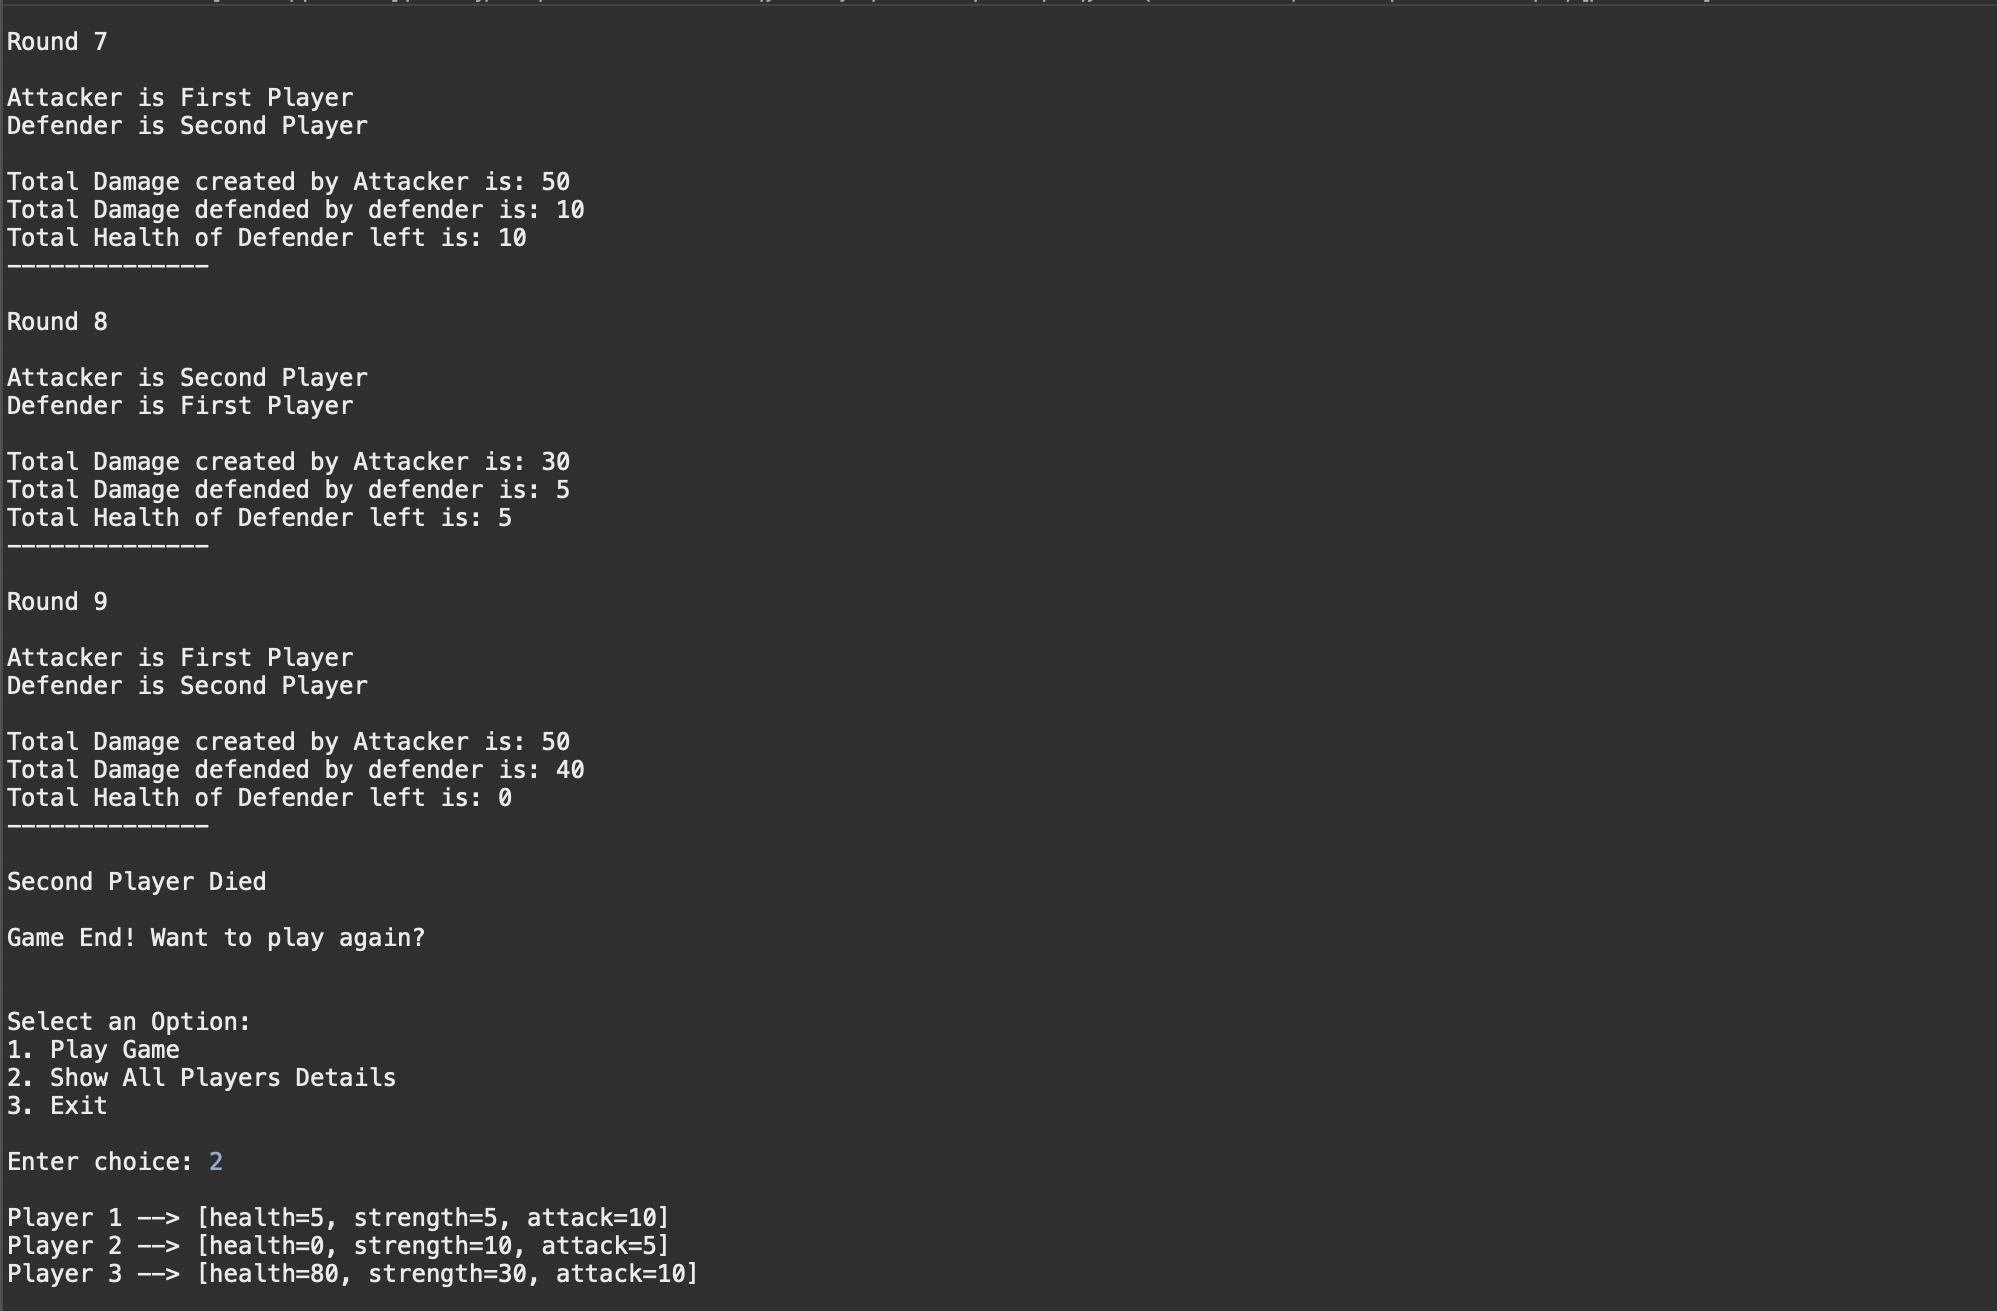 Round 7
Attacker is First Player
Defender is Second Player
Total Damage created by Attacker is: 50
Total Damage defended by defender is: 10
Total Health of Defender left is: 10
--------------
Round 8
Attacker is Second Player
Defender is First Player
Total Damage created by Attacker is: 30
Total Damage defended by defender is: 5
Total Health of Defender left is: 5
--------------
Round 9
Attacker is First Player
Defender is Second Player
Total Damage created by Attacker is: 50
Total Damage defended by defender is: 40
Total Health of Defender left is: 0
--------------
Second Player Died
Game End! Want to play again?
Select an Option:
1. Play Game
2. Show All Players Details
3. Exit
Enter choice: 2
Player 1 --> [health=5, strength=5, attack=10]
Player 2 --> [health=0, strength=10, attack=5]
Player 3 --> [health=80, strength=30, attack=10]